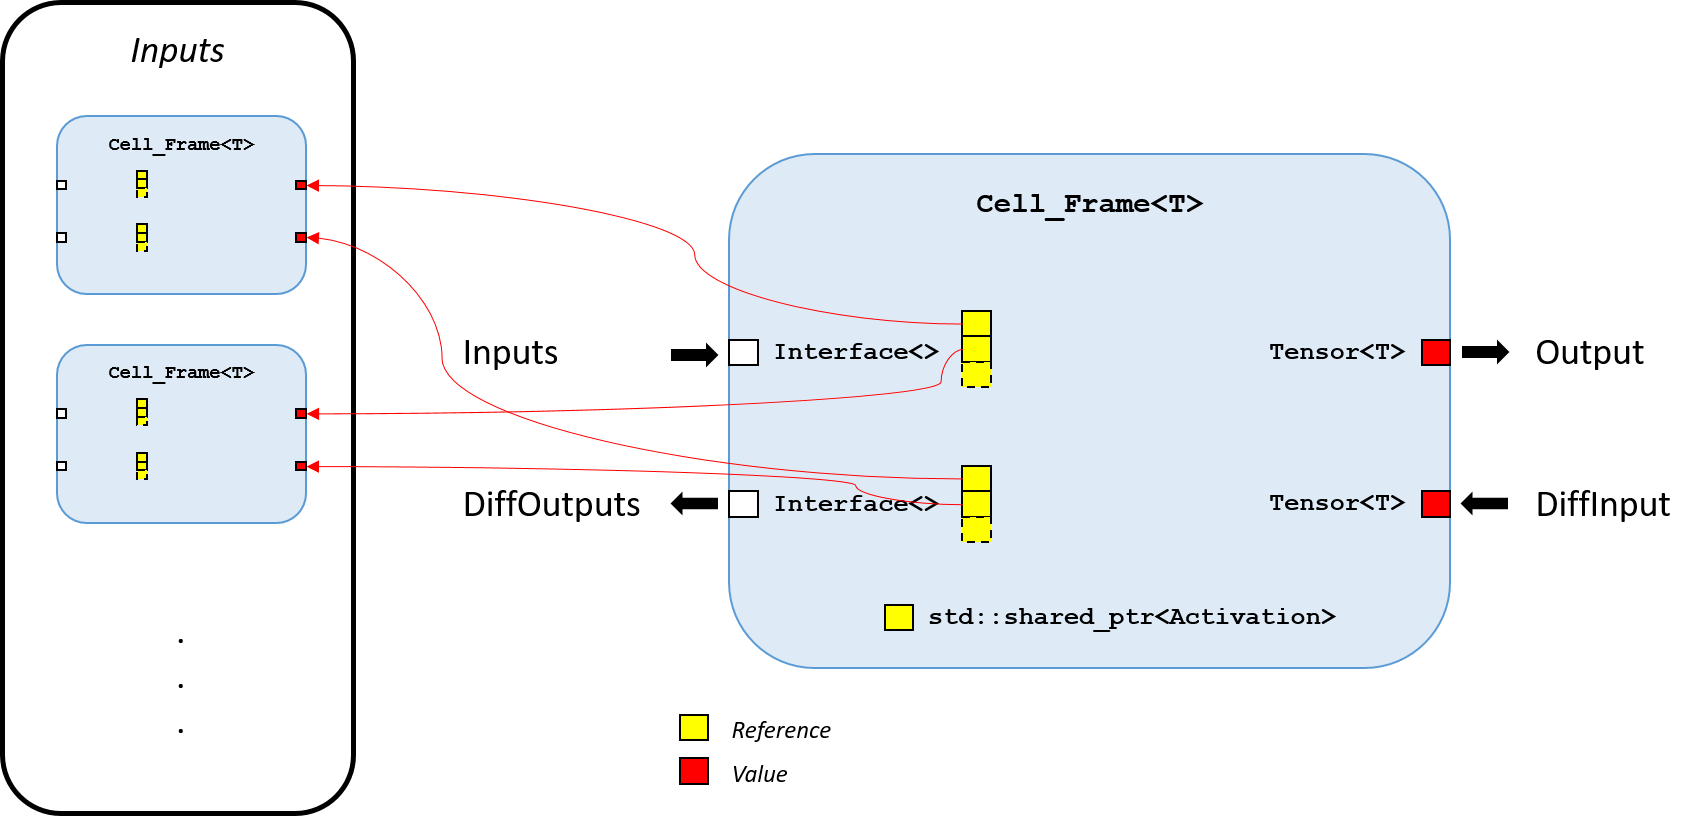 Inputs
Cell_Frame<T>
Cell_Frame<T>
.
.
.
Cell_Frame<T>
Inputs
Interface<>
Tensor<T>
Output
DiffOutputs
Interface<>
Tensor<T>
DiffInput
std::shared_ptr<Activation>
Reference
Value